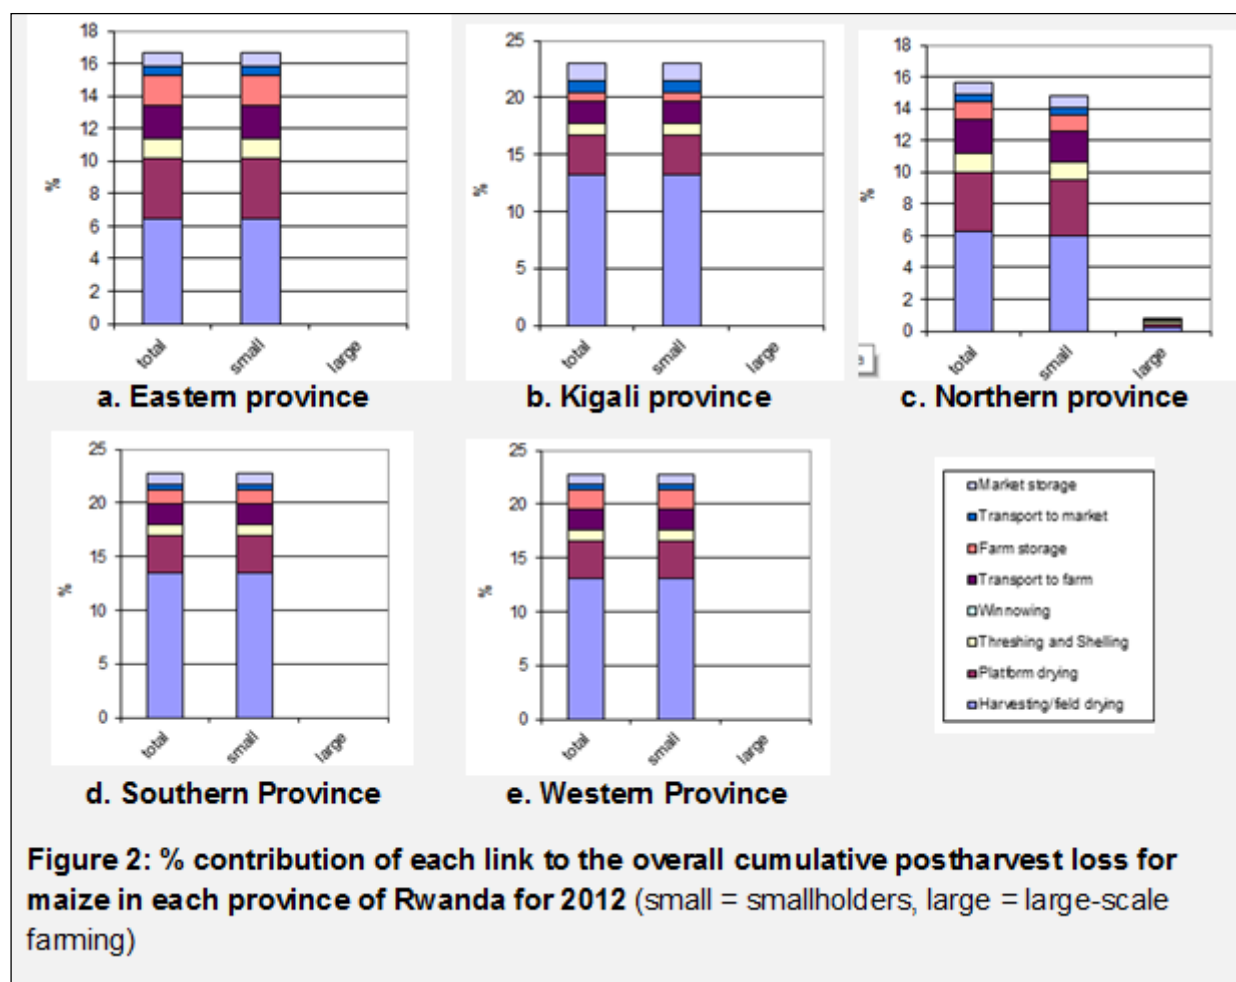 18
16
14
12
10
8
6
4
2
0
%
total
small
large
a. Eastern province
25
20
15
10
5
0
%
total
small
large
b. Kigali province
18
16
14
12
10
8
6
4
2
0
%
total
small
large
c. Northern province
25
20
15
10
5
0
%
total
small
large
d. Southern Province
25
20
15
10
5
0
%
total
small
large
e. Western Province
Market storage
Transport to market
Farm storage
Transport to farm
Winnowing
Threshing and Shelling
Platform drying
Harvesting/field drying
Figure 2: % contribution of each link to the overall cumulative postharvest loss for
maize in each province of Rwanda for 2012 (small = smallholders, large = large-scale
farming)